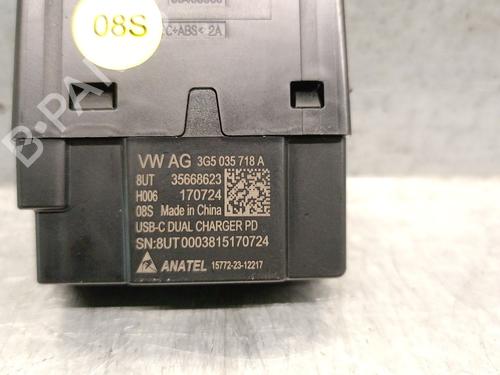 08S
C+ABS< 2A
VW AG 3G5 035 718 A
8UT 35668623
H006 170724
08S Made in China
USB-C DUAL CHARGER PD
SN:8UT0003815170724
ANATEL 15772-23-12217
B-PARTS